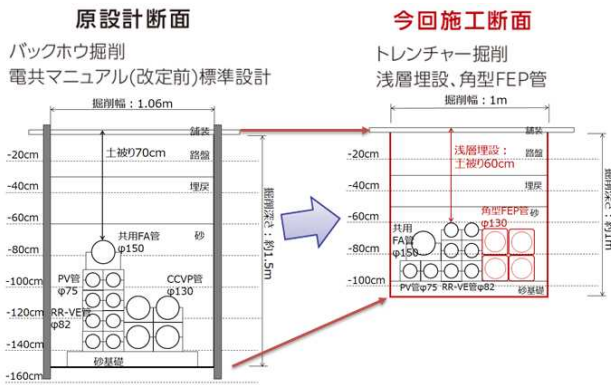 原設計断面
バックホウ掘削
電共マニュアル(改定前)標準設計
掘削幅：1.06m
舗装
土被り70cm
路盤
埋戻
砂
共用FA管
φ150
PV管
φ75
CCVP管
φ130
RR-VE管
φ82
砂基礎
-20cm
-40cm
-60cm
-80cm
-100cm
-120cm
-140cm
-160cm
掘削深さ：約1.5m
今回施工断面
トレンチャー掘削
浅層埋設、角型FEP管
掘削幅：1m
舗装
浅層埋設：
土被り60cm
路盤
埋戻
角型FEP管
φ130
砂
共用
FA管
φ150
PV管φ75
RR-VE管φ82
砂基礎
-20cm
-40cm
-60cm
-80cm
-100cm
掘削深さ：約1m